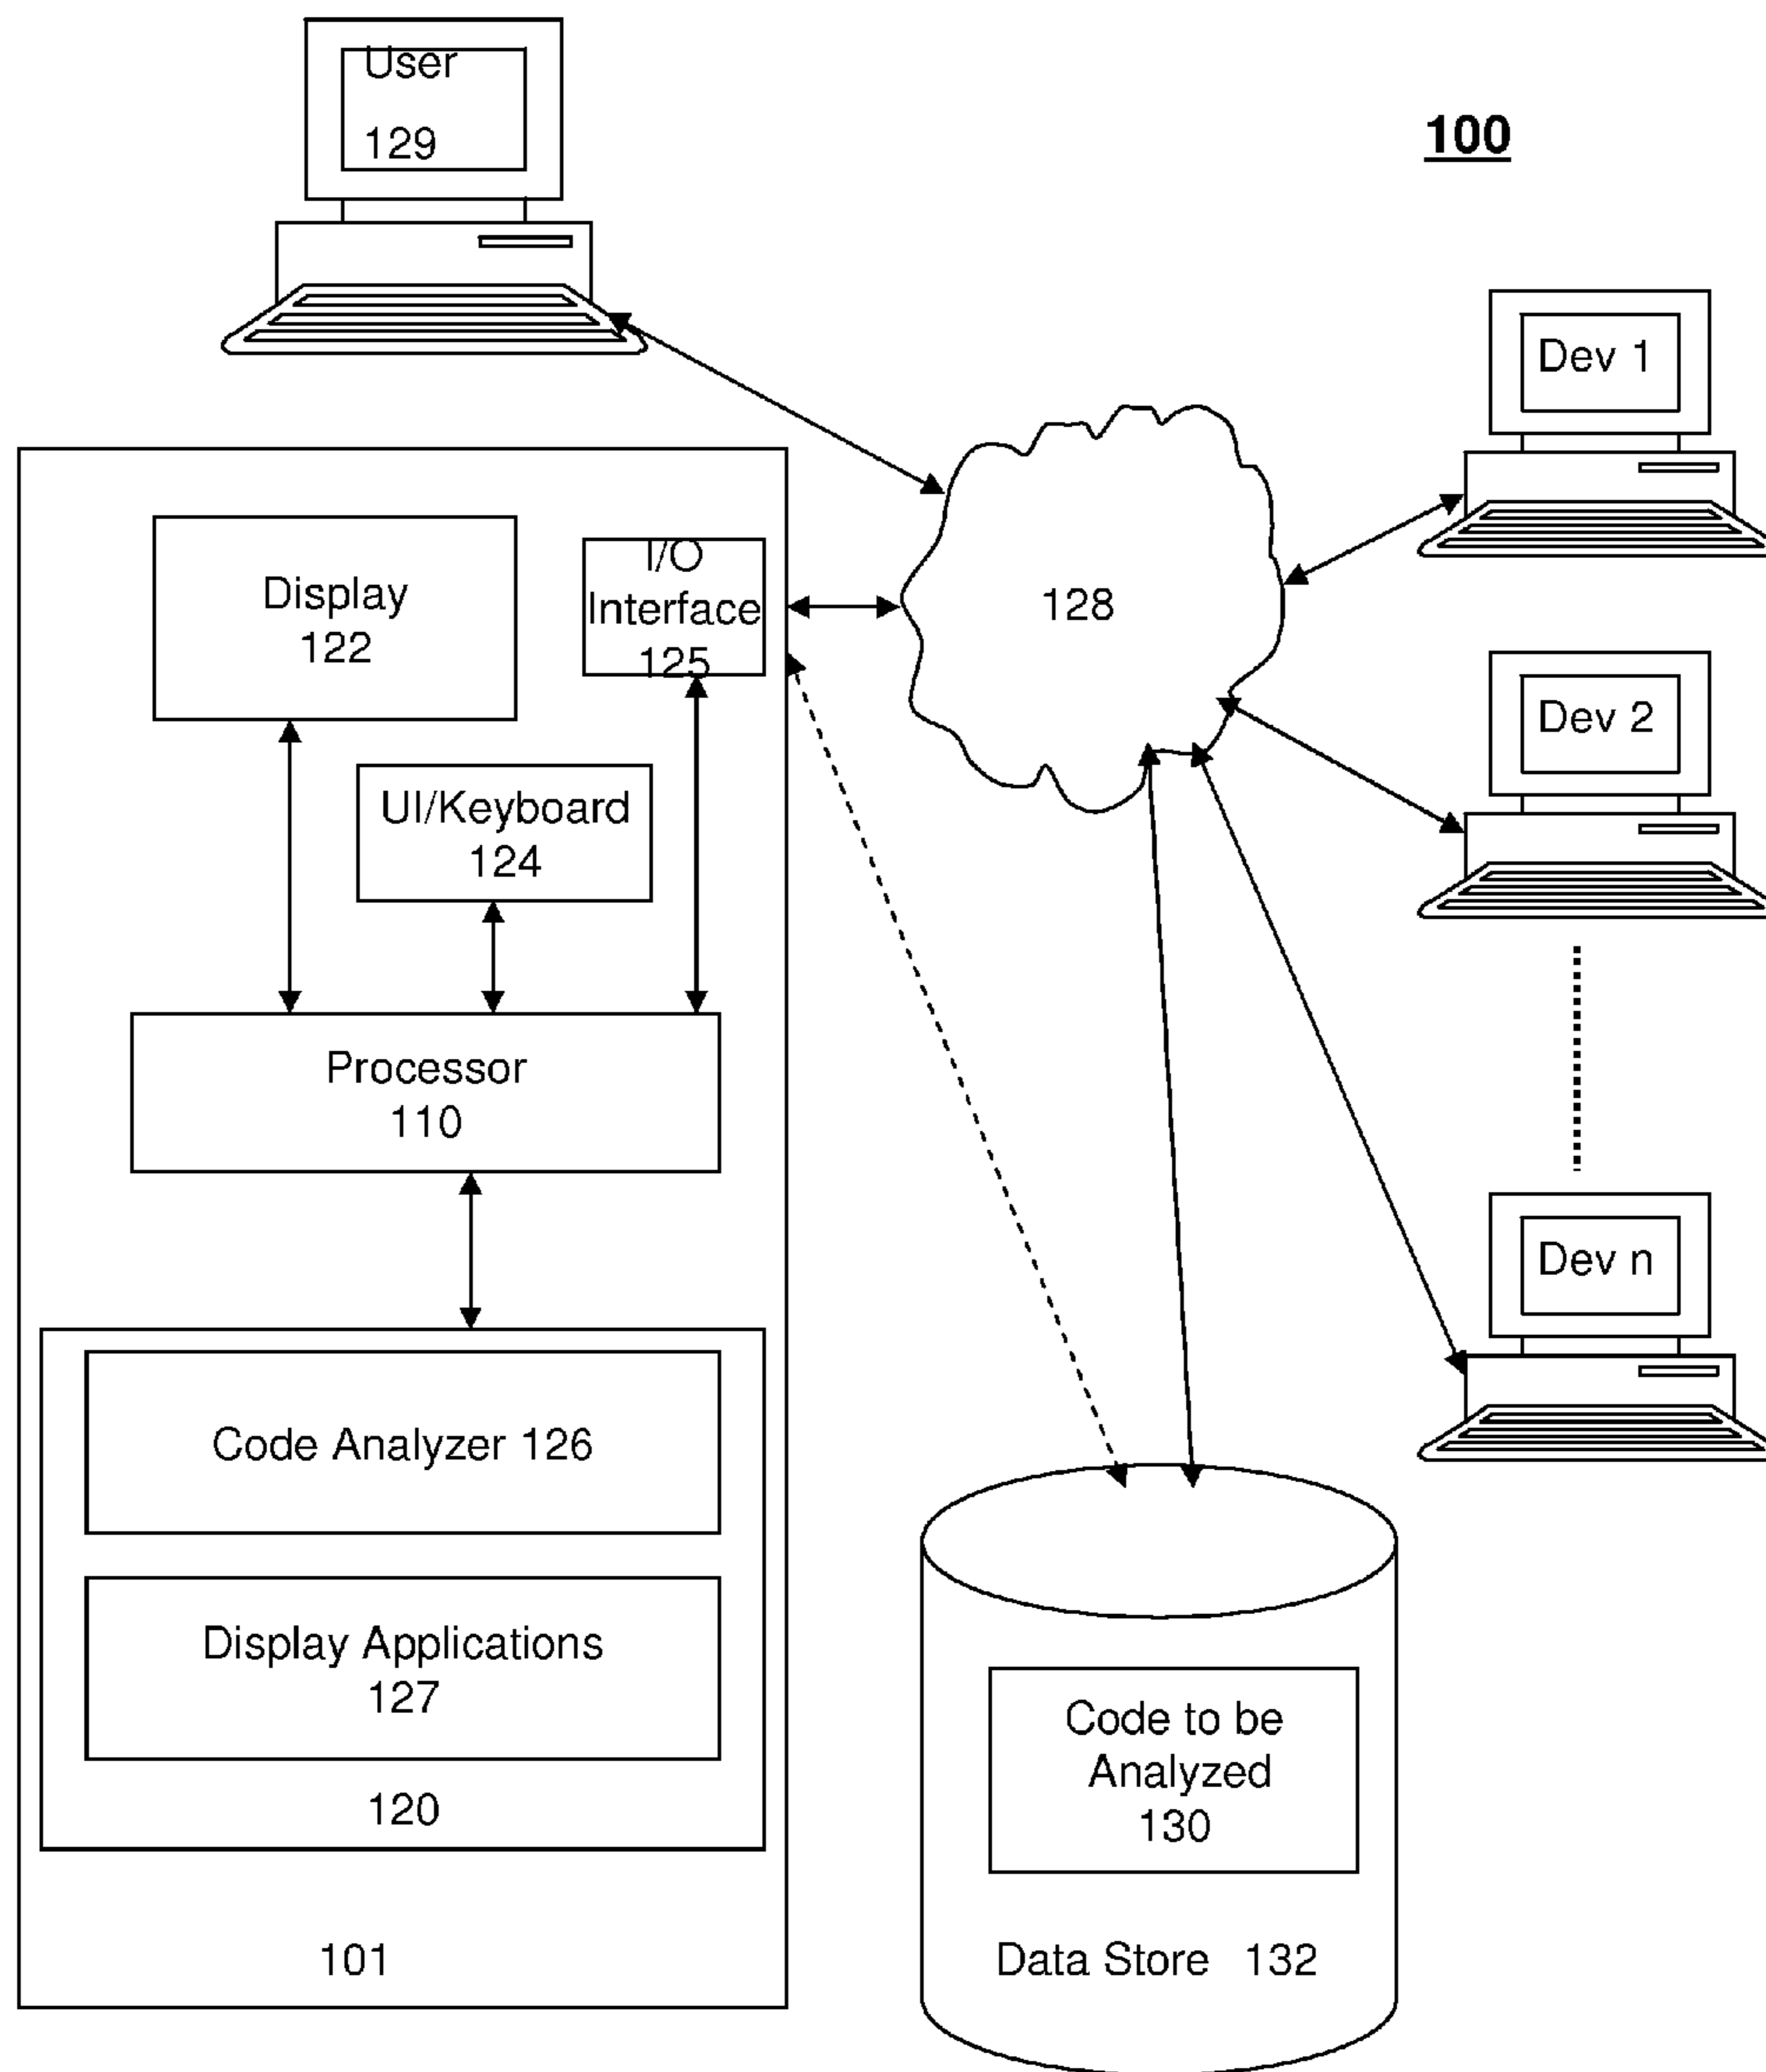 User
129
100
Dev 1
I/O
Interface
125
Display
122
128
Dev 2
UI/Keyboard
124
Processor
110
Dev n
Code Analyzer 126
Display Applications
127
120
101
Code to be
Analyzed
130
Data Store 132